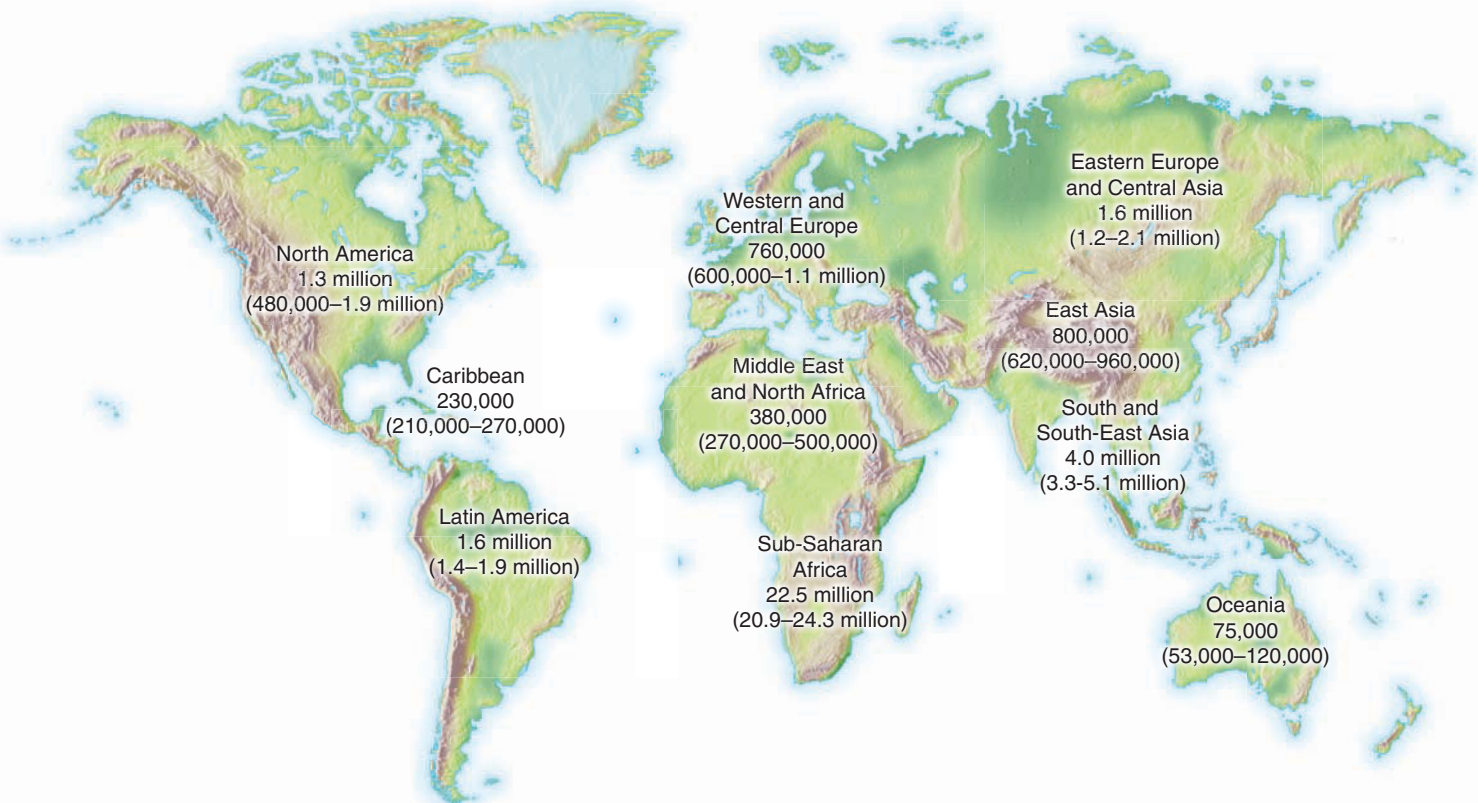 North America
1.3 million
(480,000–1.9 million)
Caribbean
230,000
(210,000–270,000)
Latin America
1.6 million
(1.4–1.9 million)
Western and
Central Europe
760,000
(600,000–1.1 million)
Middle East
and North Africa
380,000
(270,000–500,000)
Sub-Saharan
Africa
22.5 million
(20.9–24.3 million)
Eastern Europe
and Central Asia
1.6 million
(1.2–2.1 million)
East Asia
800,000
(620,000–960,000)
South and
South-East Asia
4.0 million
(3.3-5.1 million)
Oceania
75,000
(53,000–120,000)